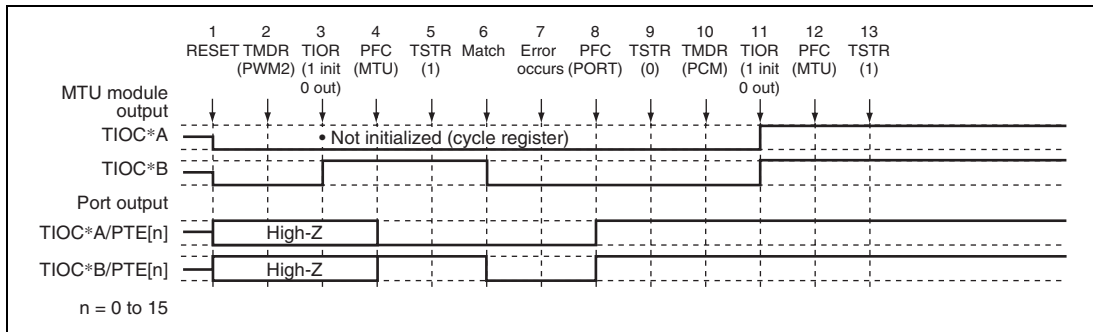 1 2 3 4 5 6 7 8 9 10 11 12 13
RESET TMDR TIOR PFC TSTR Match Error PFC TSTR TMDR TIOR PFC TSTR
(PWM2) (1 init (MTU) (1) occurs (PORT) (0) (PCM) (1 init (MTU) (1)
0 out) 0 out)
MTU module
output
TIOC*A • Not initialized (cycle register)
TIOC*B
Port output
TIOC*A/PTE[n] High-Z
TIOC*B/PTE[n] High-Z
n = 0 to 15